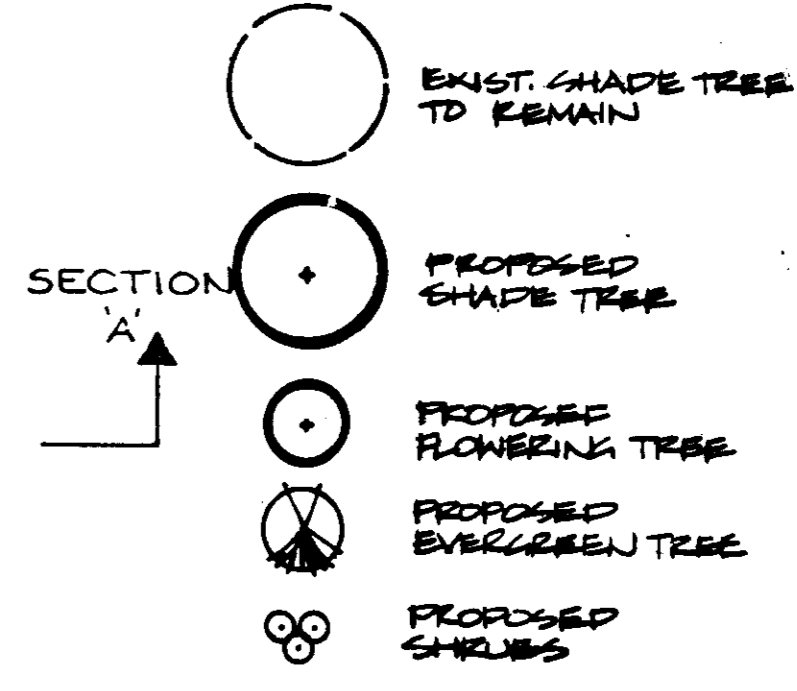 EXIST. SHADE TREE
TO REMAIN
SECTION
'A'
PROPOSED
SHADE TREE
PROPOSED
FLOWERING TREE
PROPOSED
EVERGREEN TREE
PROPOSED
SHRUBS